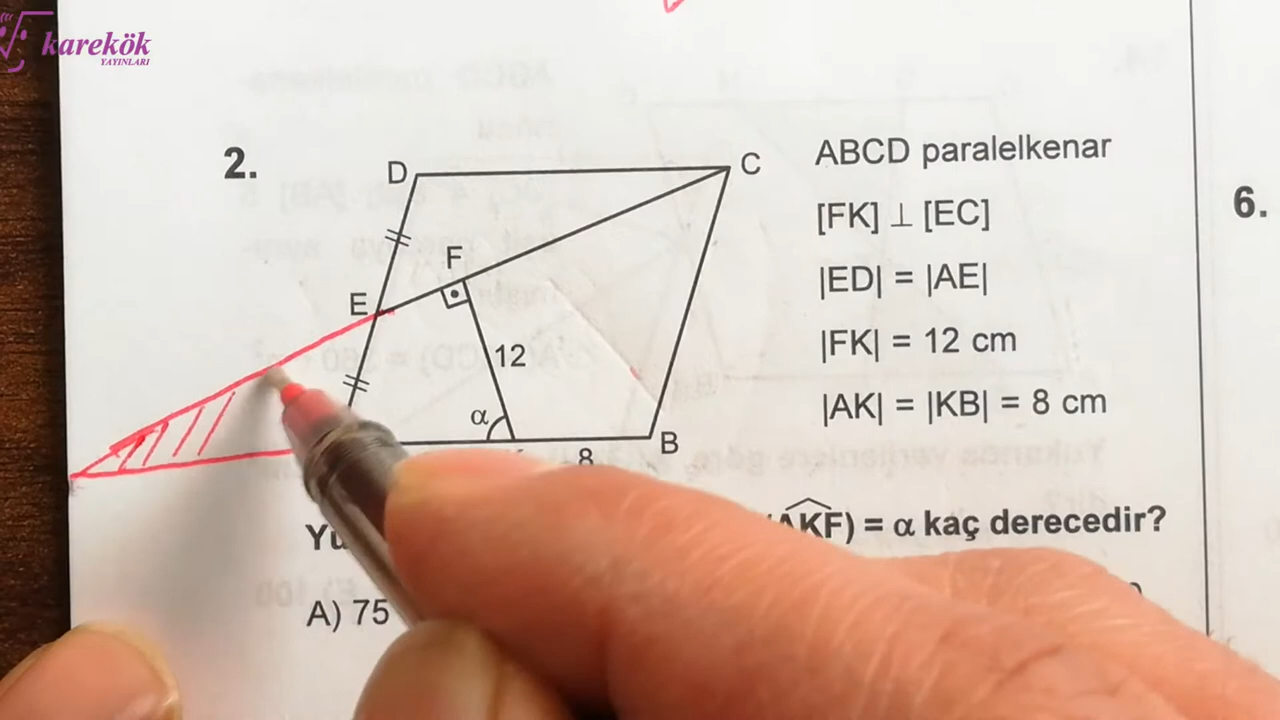 karekök
YAYINLARI
2.
D
C
ABCD paralelkenar
[FK] ⊥ [EC]
F
|ED| = |AE|
E
12
|FK| = 12 cm
α
|AK| = |KB| = 8 cm
B
8
6.
AKF) = α kaç derecedir?
A) 75